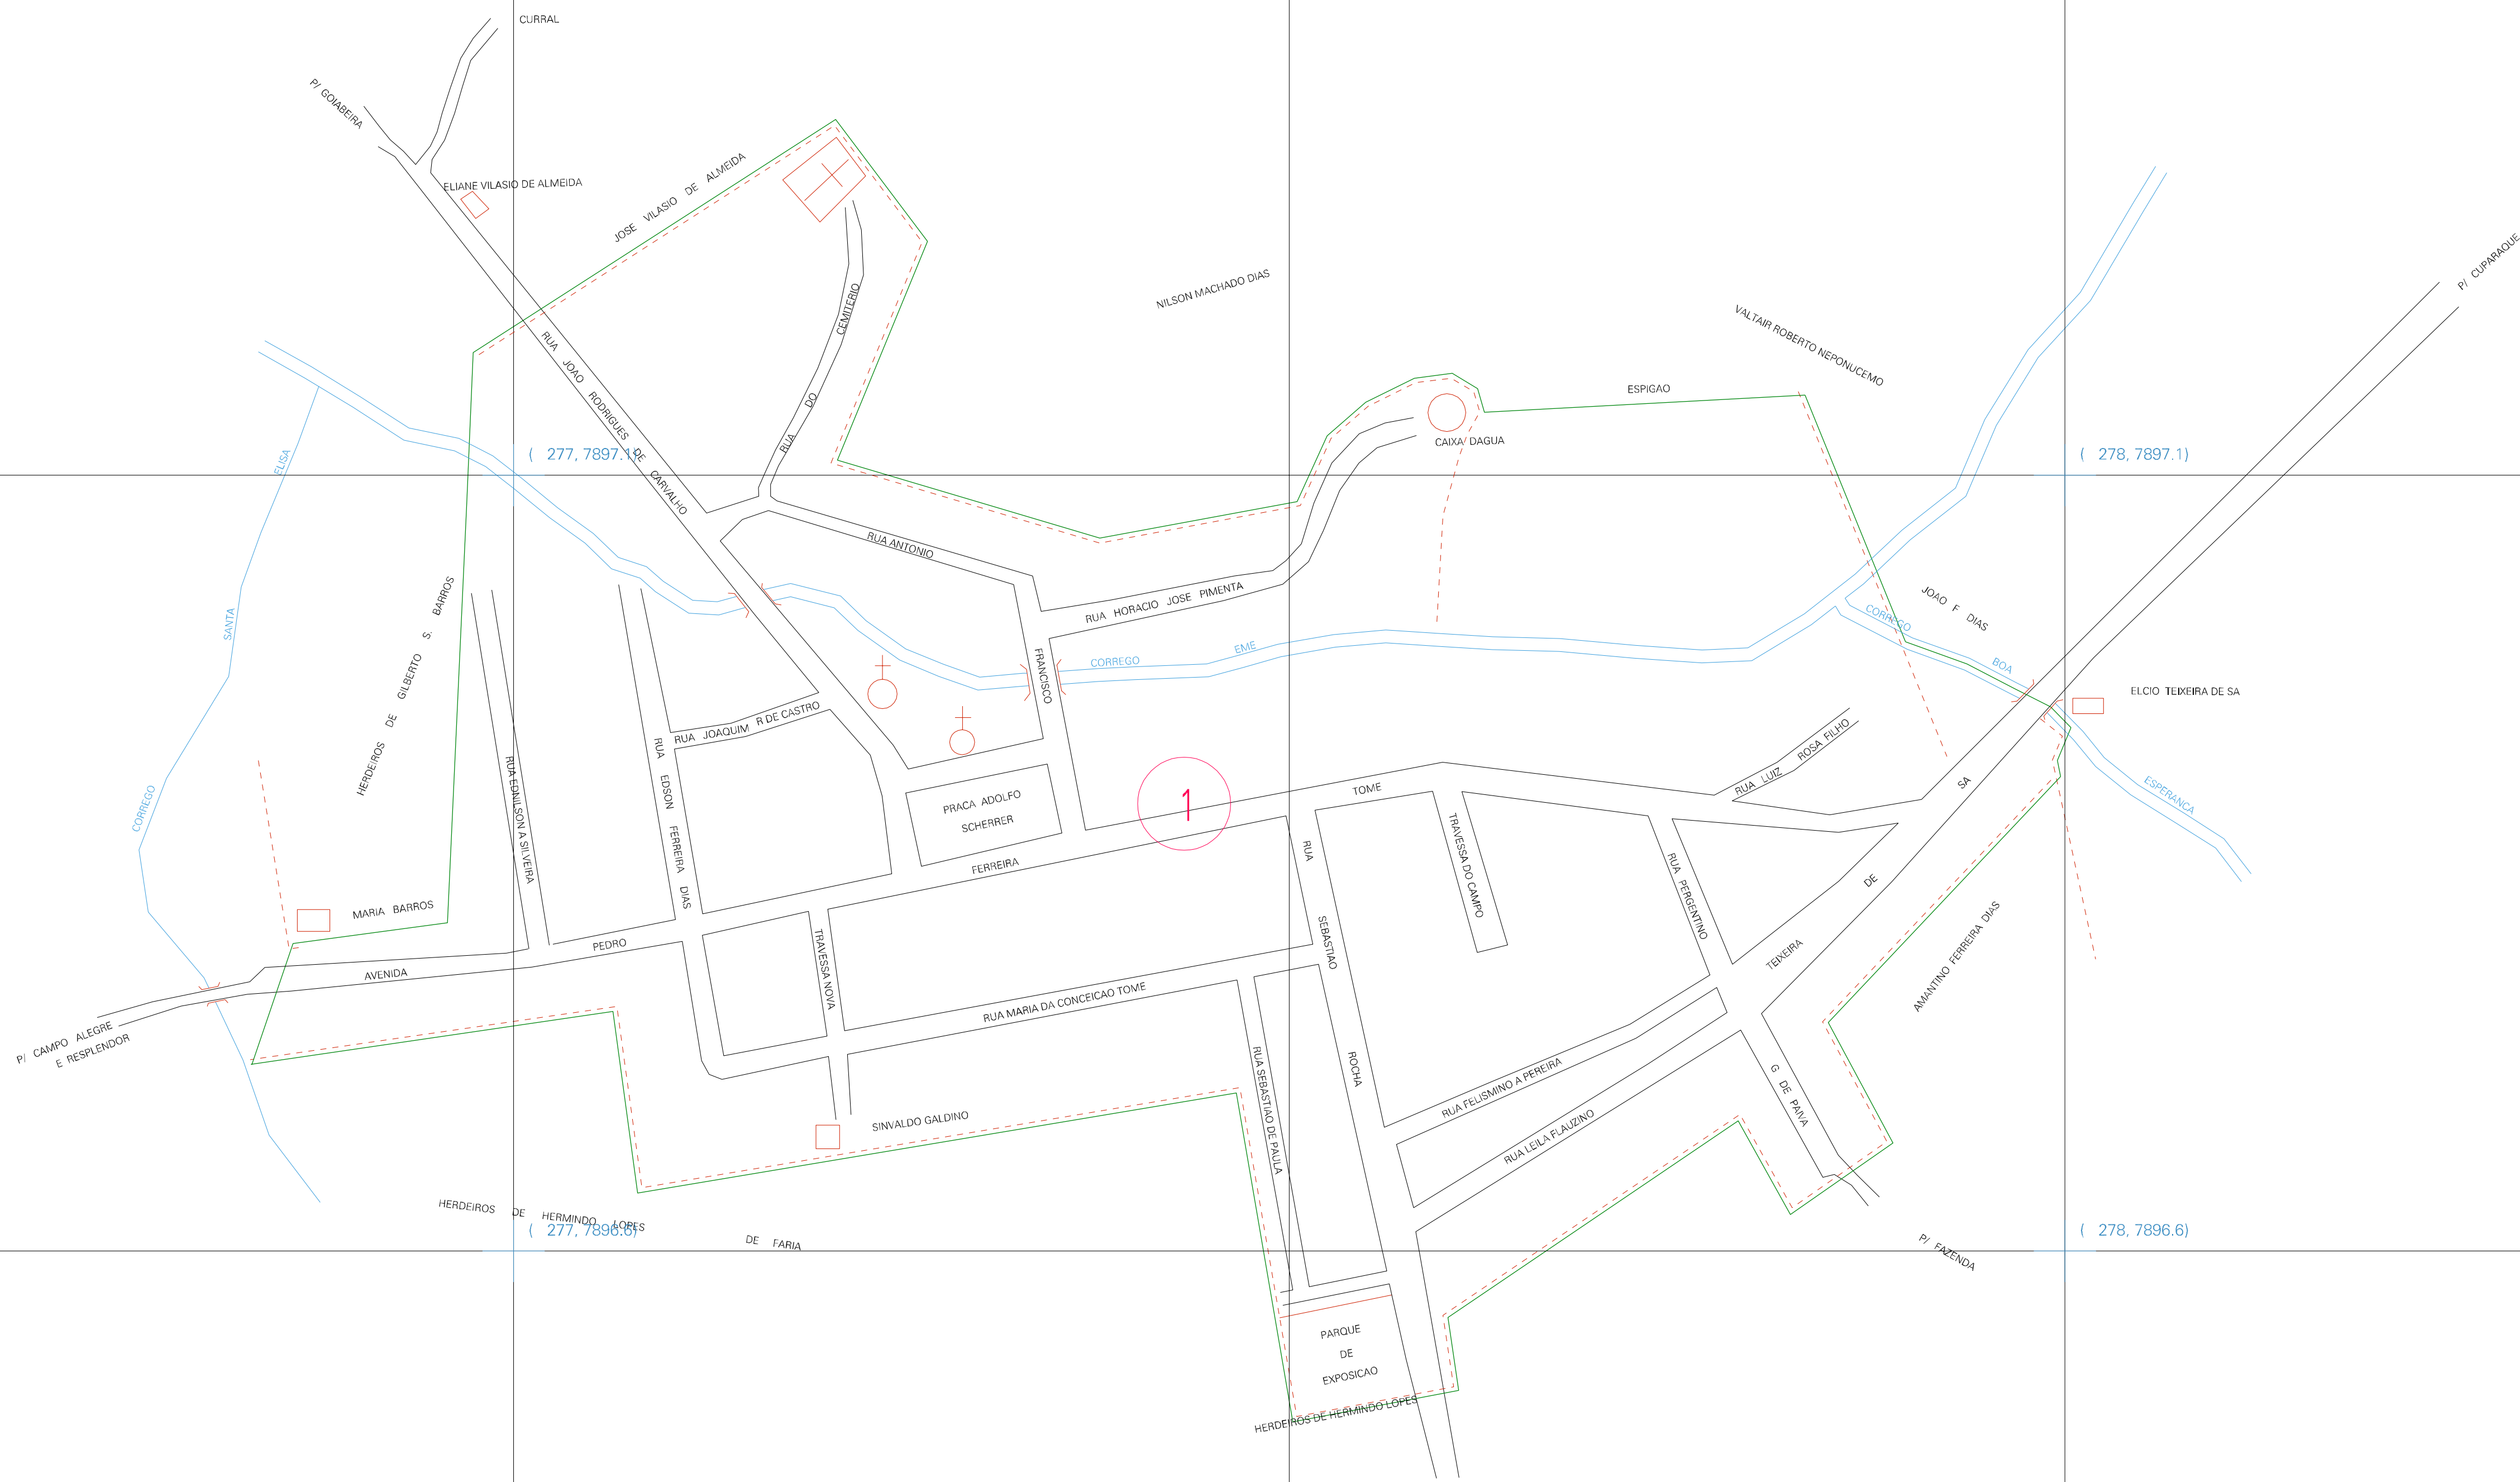 CURRAL
P/ GOIABEIRA
ELIANE VILASIO DE ALMEIDA
JOSE VILASIO DE ALMEIDA
P/ CUPARAQUE
NILSON MACHADO DIAS
VALTAIR ROBERTO NEPONUCEMO
RUA JOAO RODRIGUES DE CARVALHO
RUA DO CEMITERIO
ESPIGAO
CAIXA DAGUA
( 277, 7897.1)
( 278, 7897.1)
CORREGO SANTA ELISA
RUA ANTONIO FRANCISCO
RUA HORACIO JOSE PIMENTA
HERDEIROS DE GILBERTO S. BARROS
CORREGO EME
JOAO F DIAS
CORREGO BOA ESPERANCA
ELCIO TEIXEIRA DE SA
RUA JOAQUIM R DE CASTRO
RUA EDNILSON A SILVEIRA
RUA EDSON FERREIRA DIAS
PRACA ADOLFO
SCHERRER
1
RUA LUIZ ROSA FILHO
AVENIDA PEDRO FERREIRA TOME
TRAVESSA DO CAMPO
RUA PERGENTINO G DE PAIVA
TEIXEIRA DE SA
MARIA BARROS
TRAVESSA NOVA
RUA SEBASTIAO ROCHA
AMANTINO FERREIRA DIAS
RUA MARIA DA CONCEICAO TOME
P/ CAMPO ALEGRE
E RESPLENDOR
RUA SEBASTIAO DE PAULA
RUA FELISMINO A PEREIRA
RUA LEILA FLAUZINO
SINVALDO GALDINO
HERDEIROS DE HERMINDO LOPES DE FARIA
( 277, 7896.6)
( 278, 7896.6)
P/ FAZENDA
PARQUE
DE
EXPOSICAO
HERDEIROS DE HERMINDO LOPES